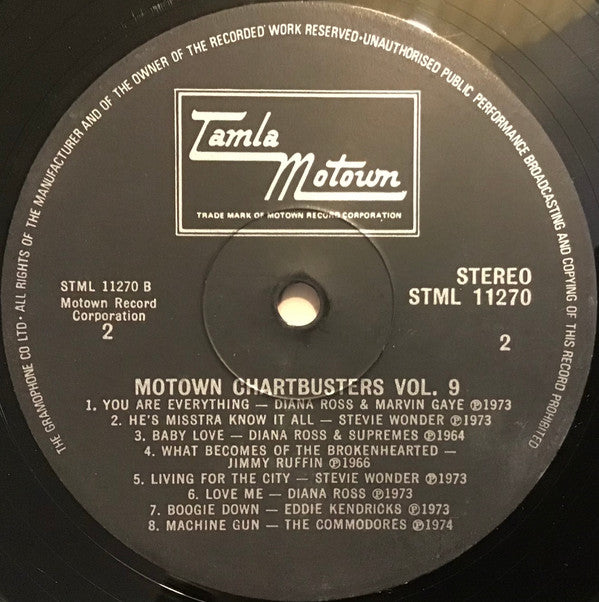 THE GRAMOPHONE CO LTD · ALL RIGHTS OF THE MANUFACTURER AND OF THE OWNER OF THE RECORDED WORK RESERVED · UNAUTHORISED PUBLIC PERFORMANCE BROADCASTING AND COPYING OF THIS RECORD PROHIBITED
Tamla
Motown
TRADE MARK OF MOTOWN RECORD CORPORATION
STML 11270 B
Motown Record
Corporation
2
STEREO
STML 11270
2
MOTOWN CHARTBUSTERS VOL. 9
1. YOU ARE EVERYTHING — DIANA ROSS & MARVIN GAYE ℗1973
2. HE'S MISSTRA KNOW IT ALL — STEVIE WONDER ℗1973
3. BABY LOVE — DIANA ROSS & SUPREMES ℗1964
4. WHAT BECOMES OF THE BROKENHEARTED —
JIMMY RUFFIN ℗1966
5. LIVING FOR THE CITY — STEVIE WONDER ℗1973
6. LOVE ME — DIANA ROSS ℗1973
7. BOOGIE DOWN — EDDIE KENDRICKS ℗1973
8. MACHINE GUN — THE COMMODORES ℗1974